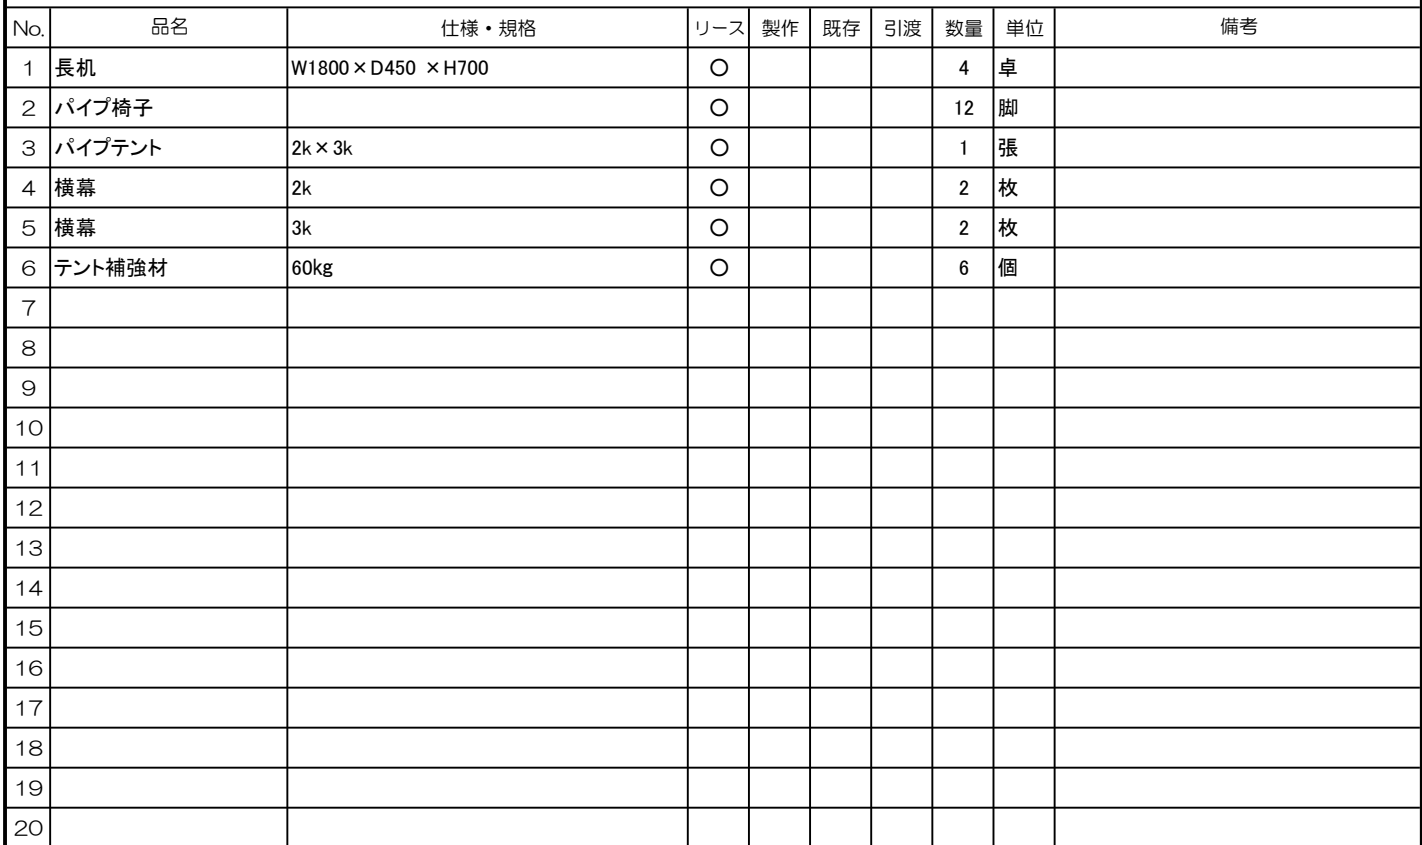 No. 品名 仕様・規格 リース 製作 既存 引渡 数量 単位 備考
1 長机 W1800×D450 ×H700 〇 4 卓
2 パイプ椅子 〇 12 脚
3 パイプテント 2k×3k 〇 1 張
4 横幕 2k 〇 2 枚
5 横幕 3k 〇 2 枚
6 テント補強材 60kg 〇 6 個
7
8
9
10
11
12
13
14
15
16
17
18
19
20